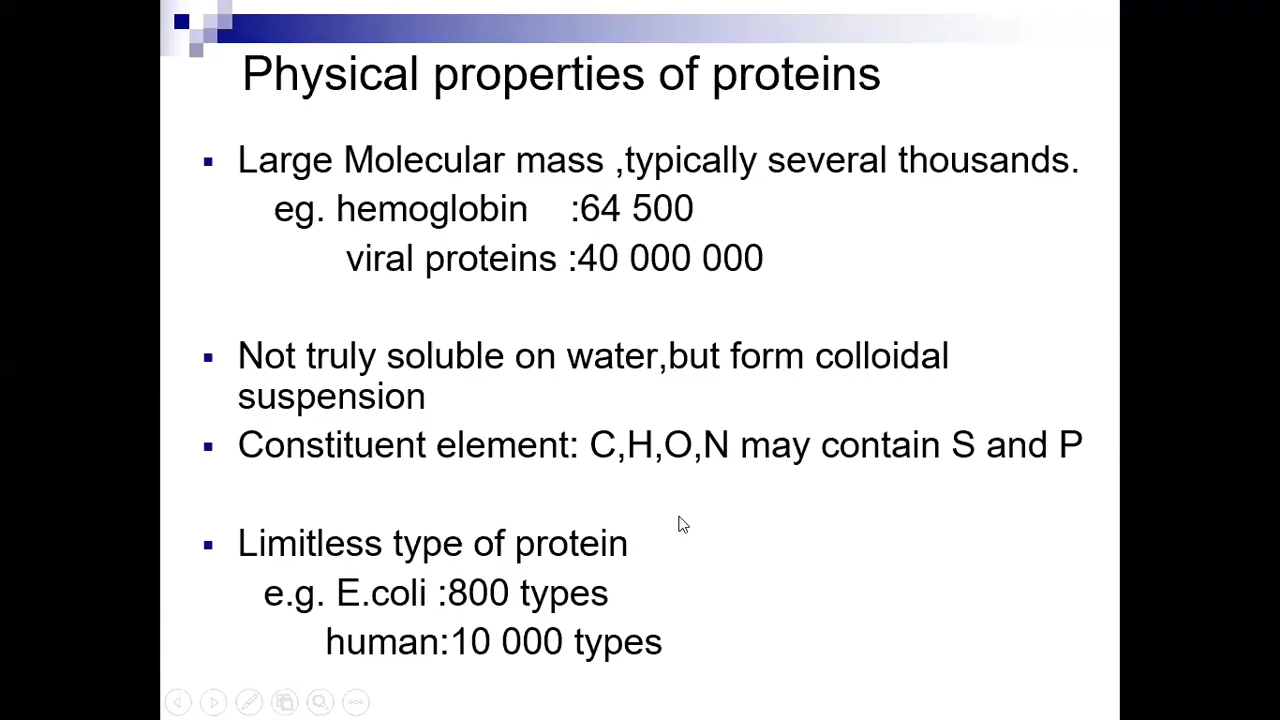 Physical properties of proteins
Large Molecular mass ,typically several thousands.
eg. hemoglobin :64 500
viral proteins :40 000 000
Not truly soluble on water,but form colloidal
suspension
Constituent element: C,H,O,N may contain S and P
Limitless type of protein
e.g. E.coli :800 types
human:10 000 types